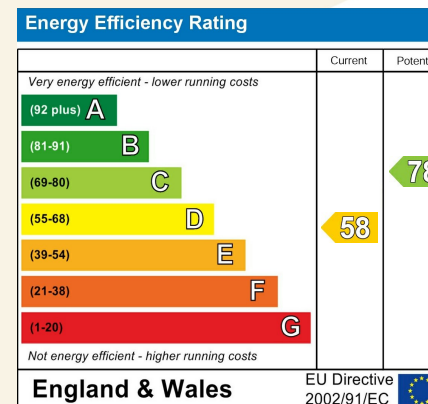 Energy Efficiency Rating
Current Potent
Very energy efficient - lower running costs
(92 plus) A
(81-91) B
(69-80) C
78
(55-68) D
58
(39-54) E
(21-38) F
(1-20) G
Not energy efficient - higher running costs
England & Wales
EU Directive
2002/91/EC